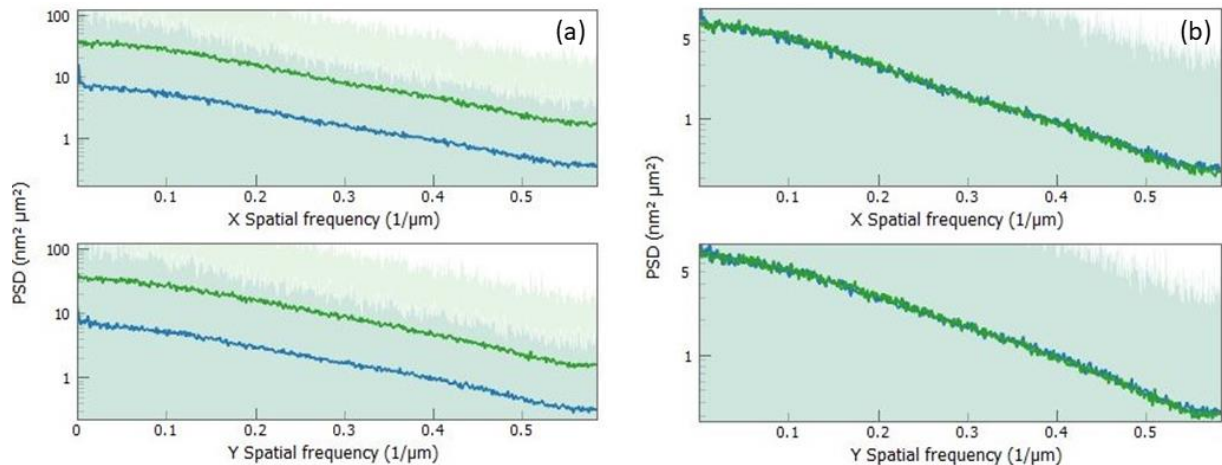 (a)
100
10
1
0.1 0.2 0.3 0.4 0.5
X Spatial frequency (1/μm)
PSD (nm² μm²)
100
10
1
0 0.1 0.2 0.3 0.4 0.5
Y Spatial frequency (1/μm)
(b)
5
1
0.1 0.2 0.3 0.4 0.5
X Spatial frequency (1/μm)
PSD (nm² μm²)
5
1
0.1 0.2 0.3 0.4 0.5
Y Spatial frequency (1/μm)